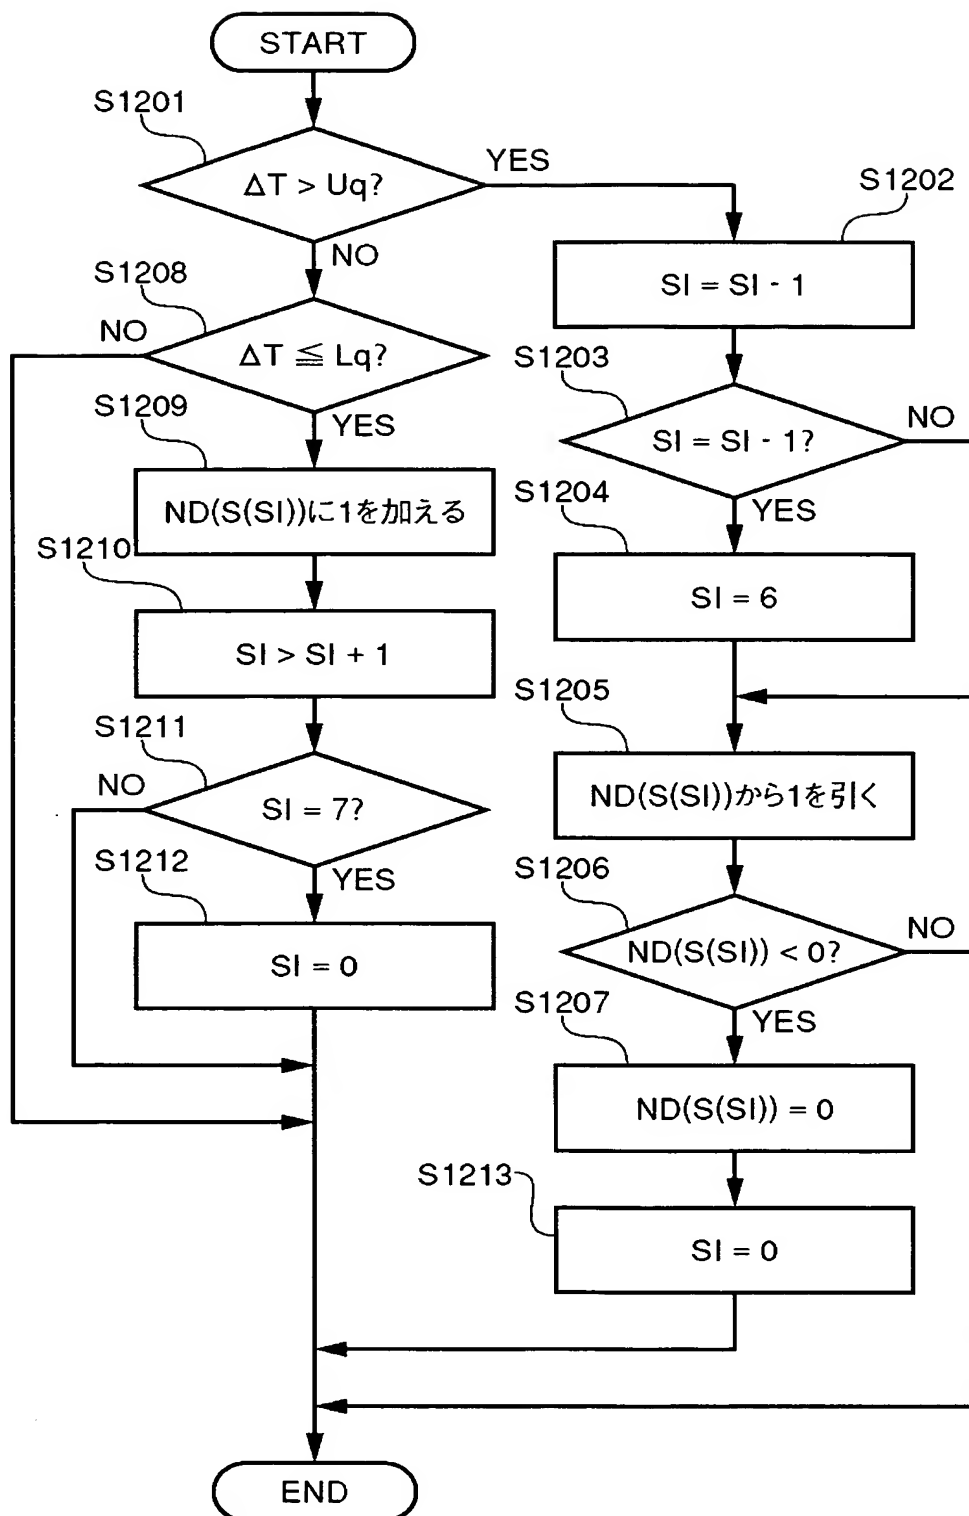 START
S1201
ΔT > Uq?
YES
S1202
SI = SI - 1
NO
S1208
NO
ΔT ≦ Lq?
S1203
SI = SI - 1?
NO
YES
S1209
ND(S(SI))に1を加える
S1204
YES
SI = 6
S1210
SI > SI + 1
S1205
ND(S(SI))から1を引く
S1211
NO
SI = 7?
S1206
ND(S(SI)) < 0?
NO
YES
S1212
SI = 0
S1207
YES
ND(S(SI)) = 0
S1213
SI = 0
END